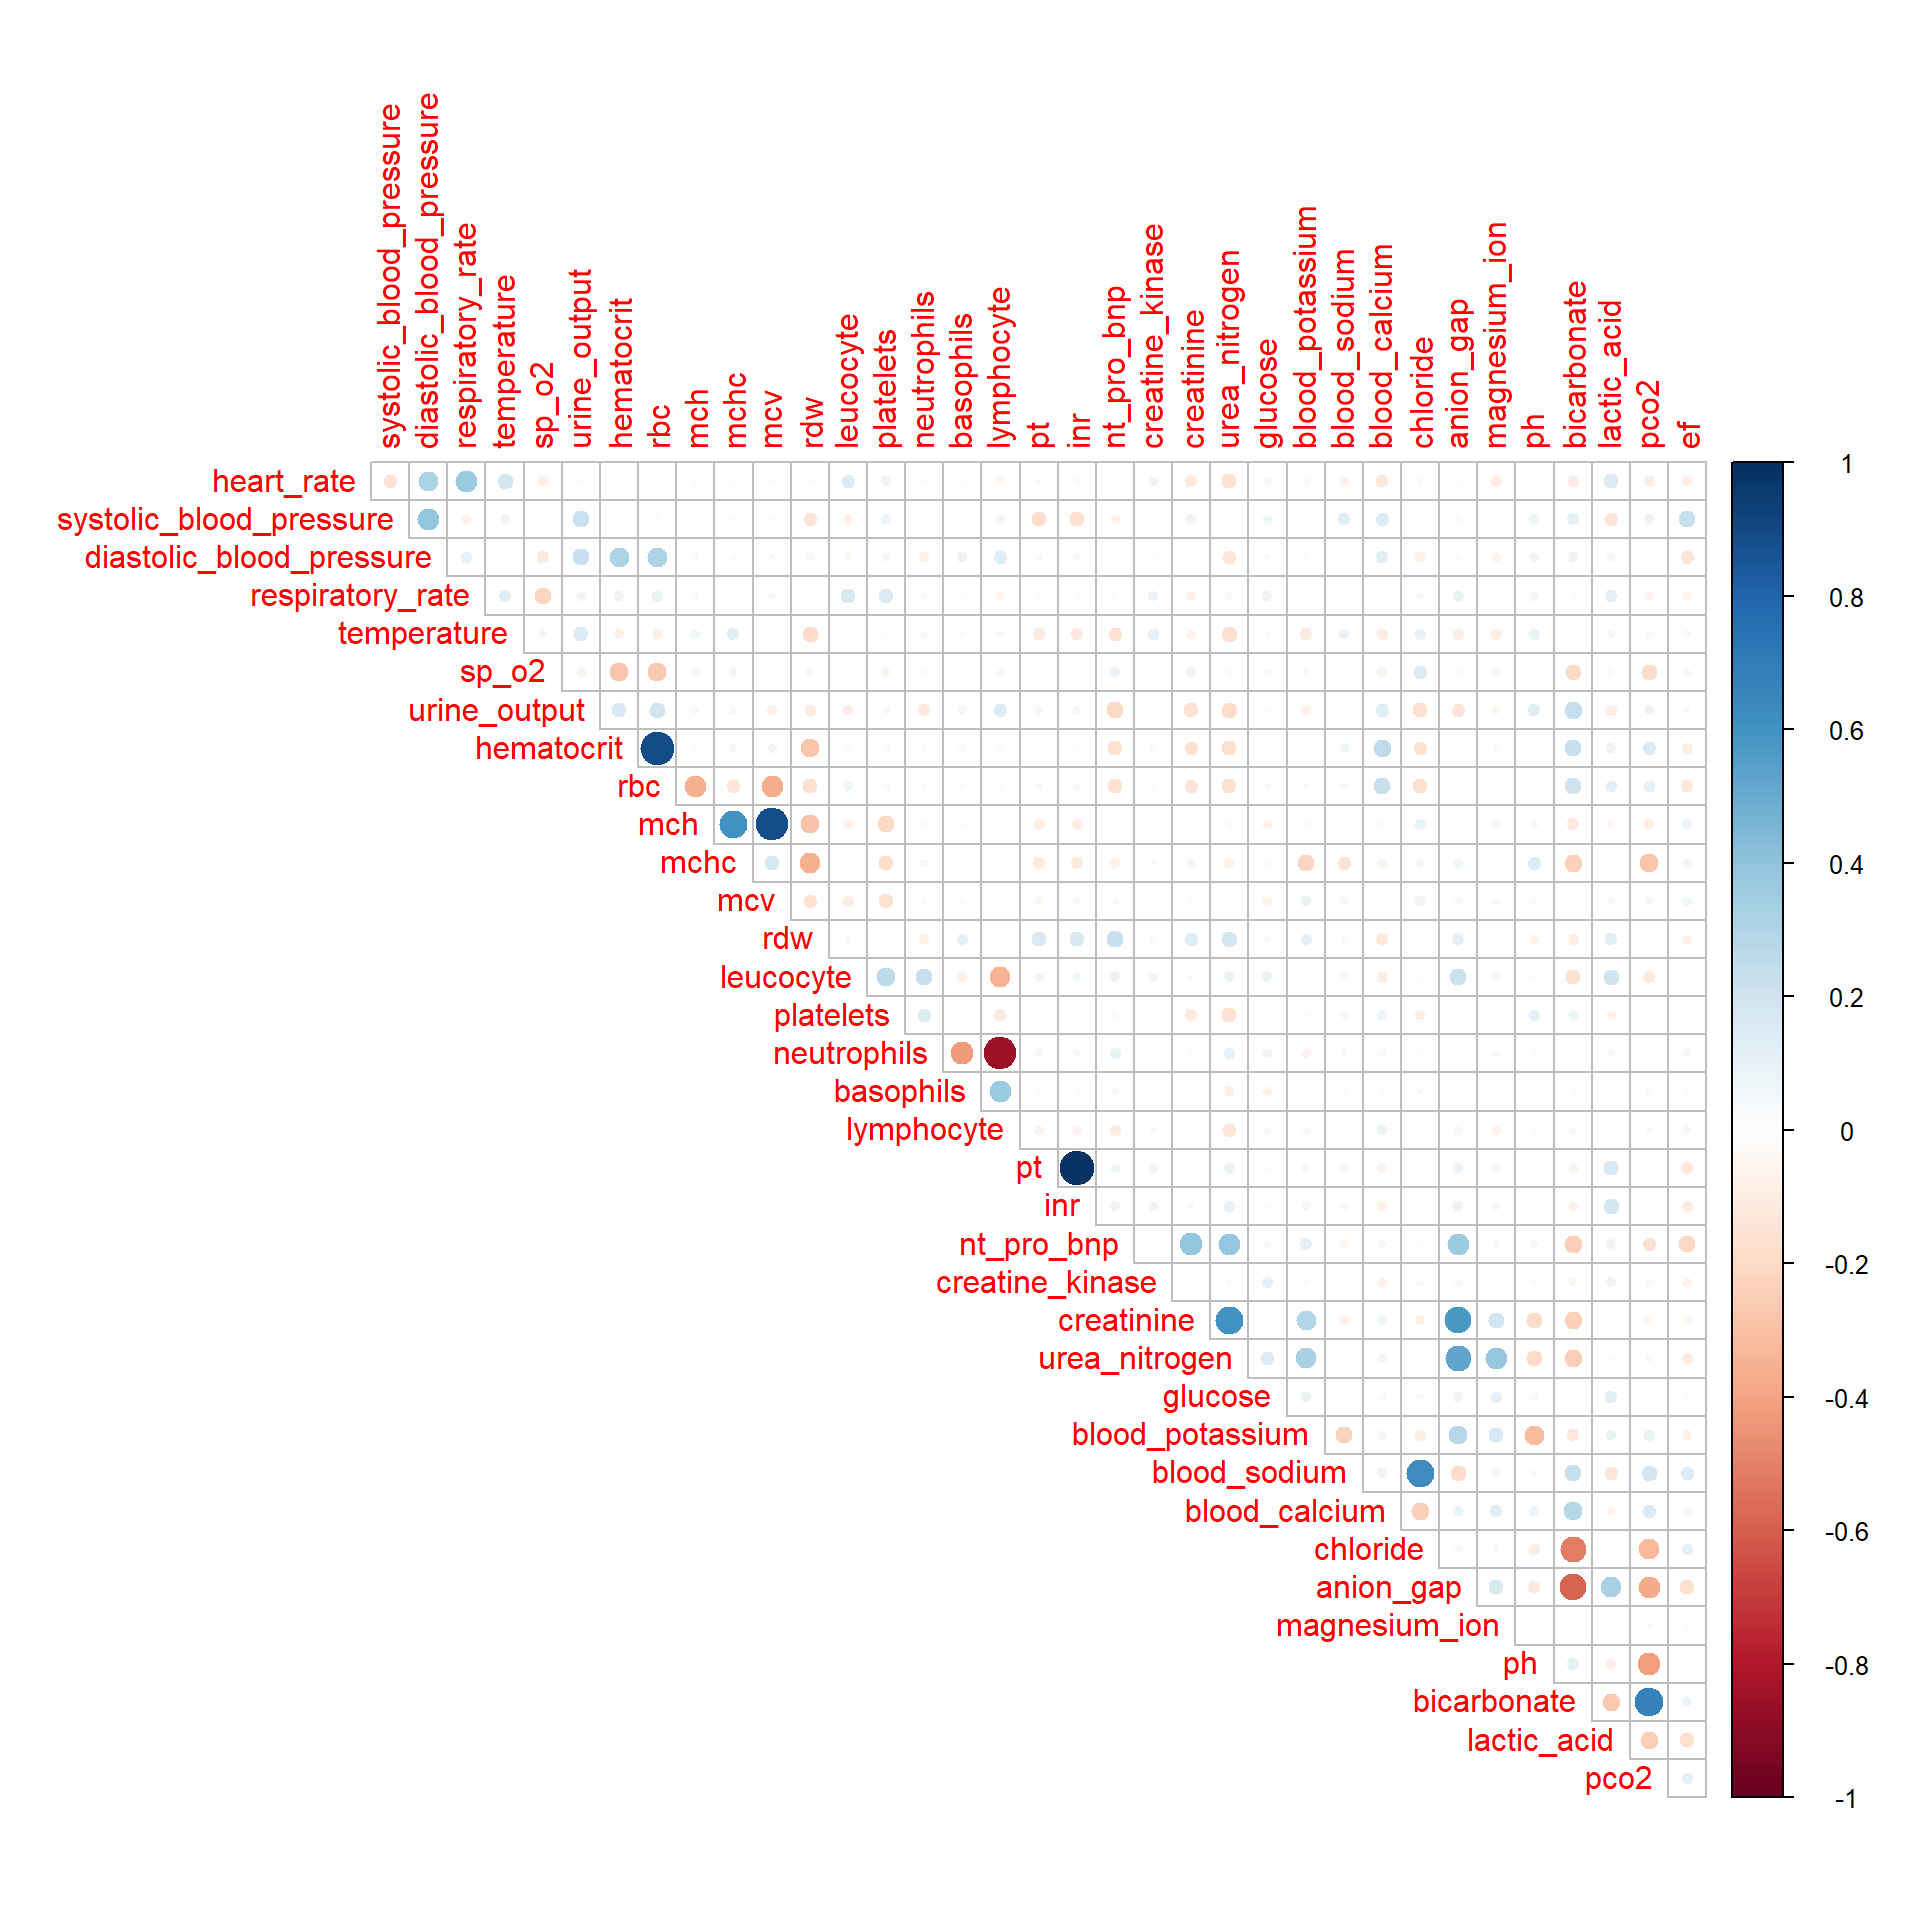 systolic_blood_pressure
diastolic_blood_pressure
respiratory_rate
temperature
sp_o2
urine_output
hematocrit
rbc
mch
mchc
mcv
rdw
leucocyte
platelets
neutrophils
basophils
lymphocyte
pt
inr
nt_pro_bnp
creatine_kinase
creatinine
urea_nitrogen
glucose
blood_potassium
blood_sodium
blood_calcium
chloride
anion_gap
magnesium_ion
ph
bicarbonate
lactic_acid
pco2
ef
heart_rate
systolic_blood_pressure
diastolic_blood_pressure
respiratory_rate
temperature
sp_o2
urine_output
hematocrit
rbc
mch
mchc
mcv
rdw
leucocyte
platelets
neutrophils
basophils
lymphocyte
pt
inr
nt_pro_bnp
creatine_kinase
creatinine
urea_nitrogen
glucose
blood_potassium
blood_sodium
blood_calcium
chloride
anion_gap
magnesium_ion
ph
bicarbonate
lactic_acid
pco2
1
0.8
0.6
0.4
0.2
0
-0.2
-0.4
-0.6
-0.8
-1